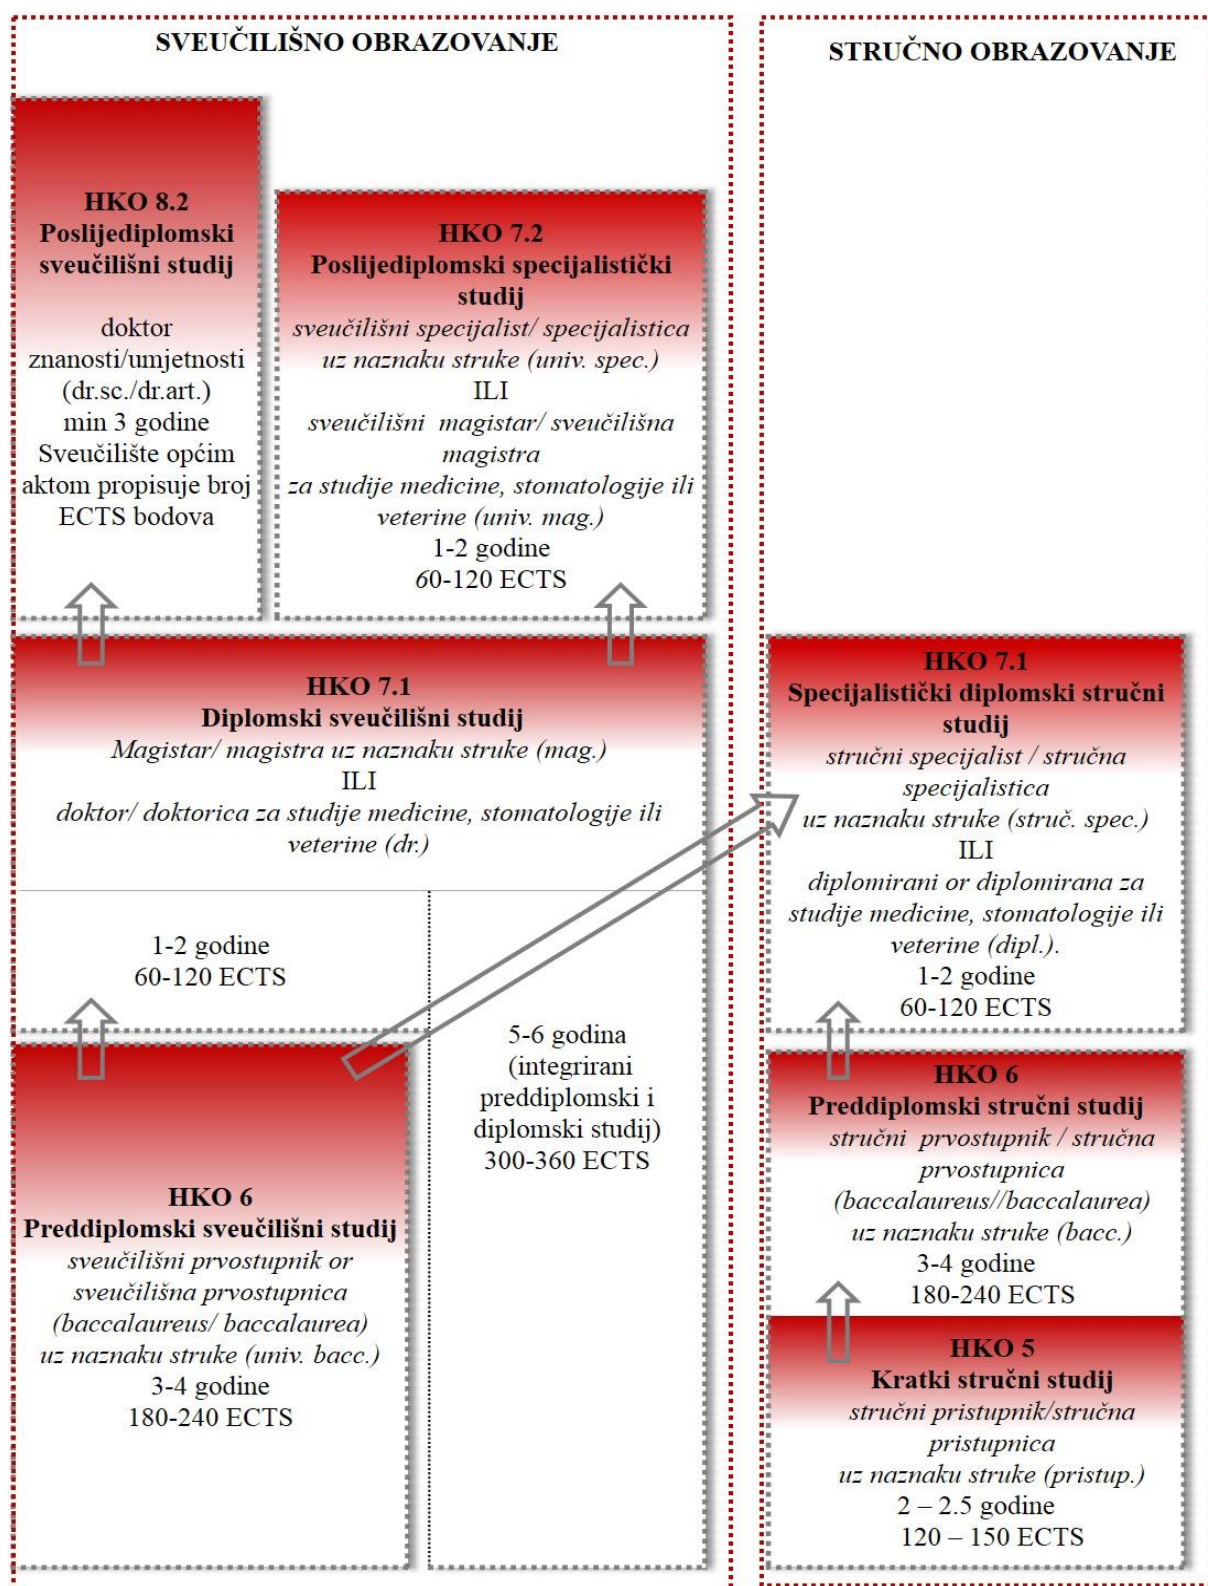 SVEUČILIŠNO OBRAZOVANJE
HKO 8.2
Poslijediplomski
sveučilišni studij
doktor
znanosti/umjetnosti
(dr.sc./dr.art.)
min 3 godine
Sveučilište općim
aktom propisuje broj
ECTS bodova
HKO 7.2
Poslijediplomski specijalistički
studij
sveučilišni specijalist/ specijalistica
uz naznaku struke (univ. spec.)
ILI
sveučilišni magistar/ sveučilišna
magistra
za studije medicine, stomatologije ili
veterine (univ. mag.)
1-2 godine
60-120 ECTS
HKO 7.1
Diplomski sveučilišni studij
Magistar/ magistra uz naznaku struke (mag.)
ILI
doktor/ doktorica za studije medicine, stomatologije ili
veterine (dr.)
1-2 godine
60-120 ECTS
5-6 godina
(integrirani
preddiplomski i
diplomski studij)
300-360 ECTS
HKO 6
Preddiplomski sveučilišni studij
sveučilišni prvostupnik or
sveučilišna prvostupnica
(baccalaureus/ baccalaurea)
uz naznaku struke (univ. bacc.)
3-4 godine
180-240 ECTS
STRUČNO OBRAZOVANJE
HKO 7.1
Specijalistički diplomski stručni
studij
stručni specijalist / stručna
specijalistica
uz naznaku struke (struč. spec.)
ILI
diplomirani or diplomirana za
studije medicine, stomatologije ili
veterine (dipl.).
1-2 godine
60-120 ECTS
HKO 6
Preddiplomski stručni studij
stručni prvostupnik / stručna
prvostupnica
(baccalaureus//baccalaurea)
uz naznaku struke (bacc.)
3-4 godine
180-240 ECTS
HKO 5
Kratki stručni studij
stručni pristupnik/stručna
pristupnica
uz naznaku struke (pristup.)
2 – 2.5 godine
120 – 150 ECTS